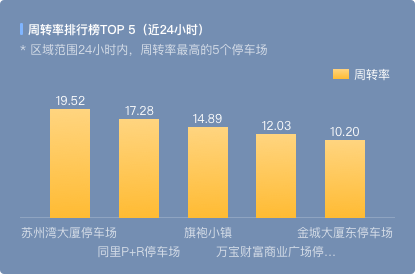 周转率排行榜TOP 5（近24小时）
* 区域范围24小时内，周转率最高的5个停车场
周转率
19.52
17.28
14.89
12.03
10.20
苏州湾大厦停车场
旗袍小镇
金城大厦东停车场
同里P+R停车场
万宝财富商业广场停...